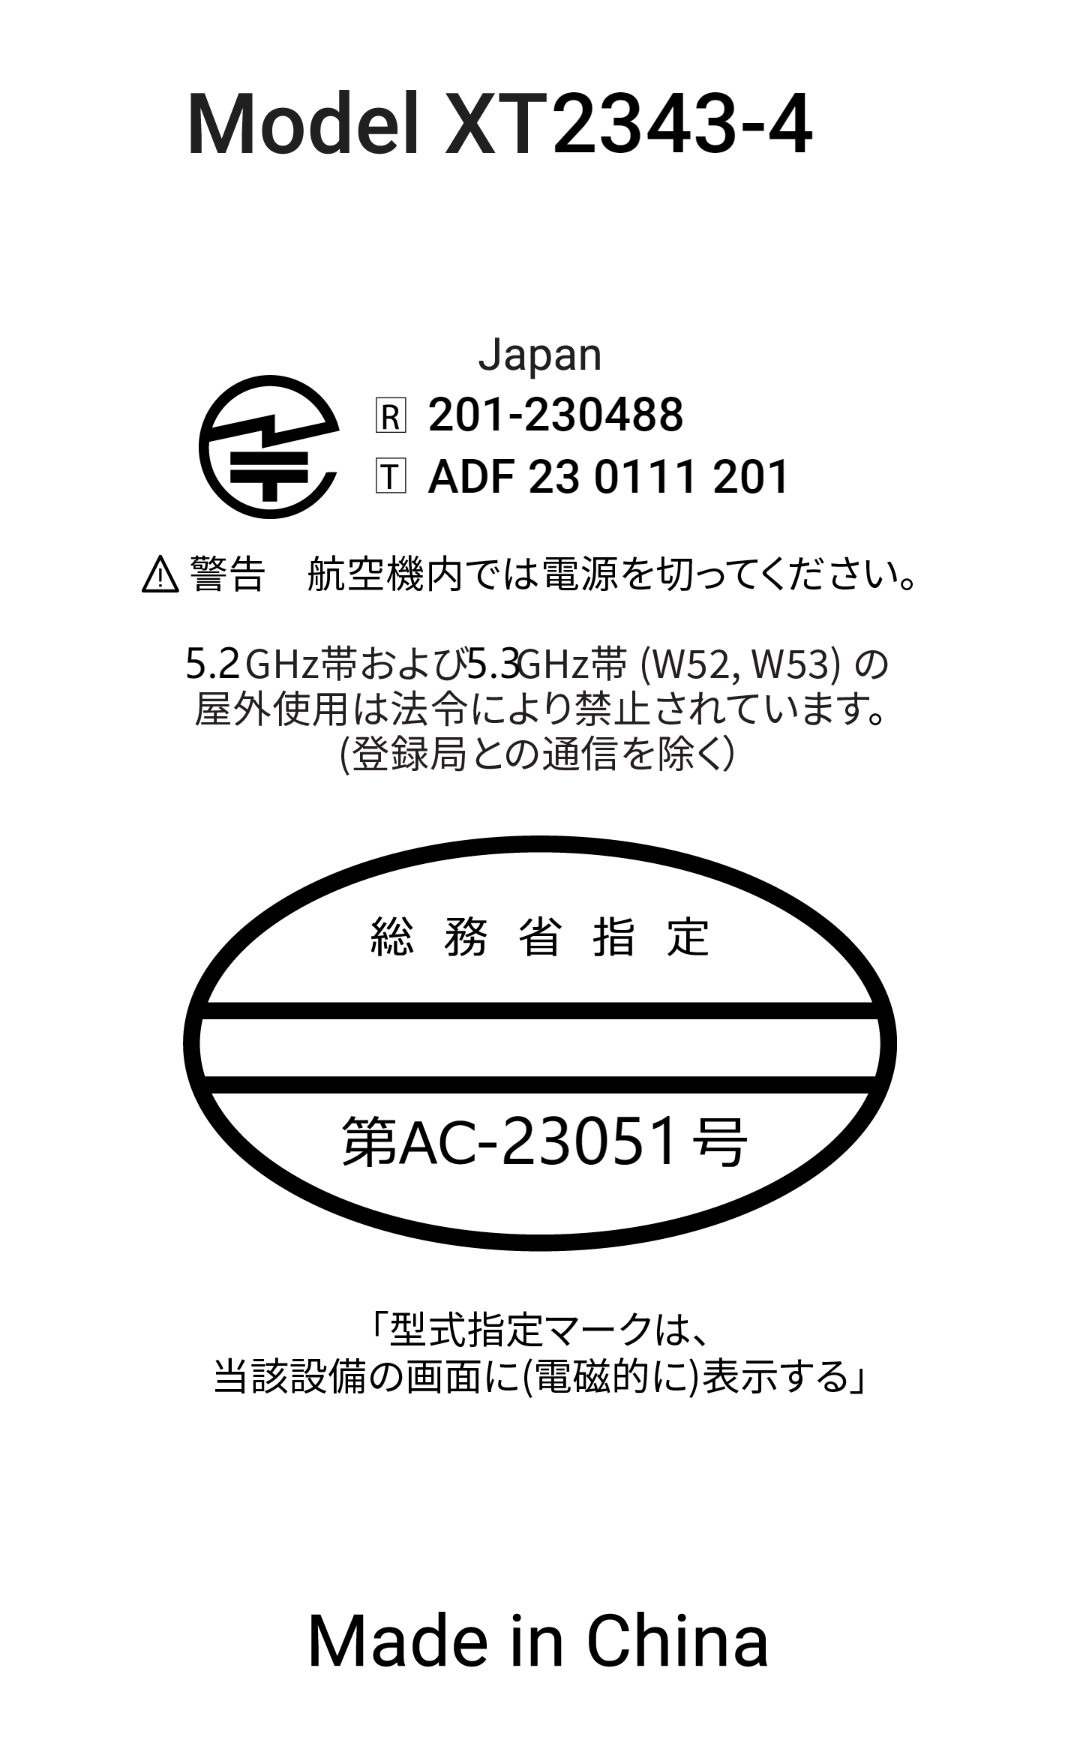 Model XT2343-4
Japan
R 201-230488
T ADF 23 0111 201
⚠ 警告　航空機内では電源を切ってください。
5.2GHz帯および5.3GHz帯 (W52, W53) の
屋外使用は法令により禁止されています。
(登録局との通信を除く)
総務省指定
第AC-23051号
「型式指定マークは、
当該設備の画面に(電磁的に)表示する」
Made in China